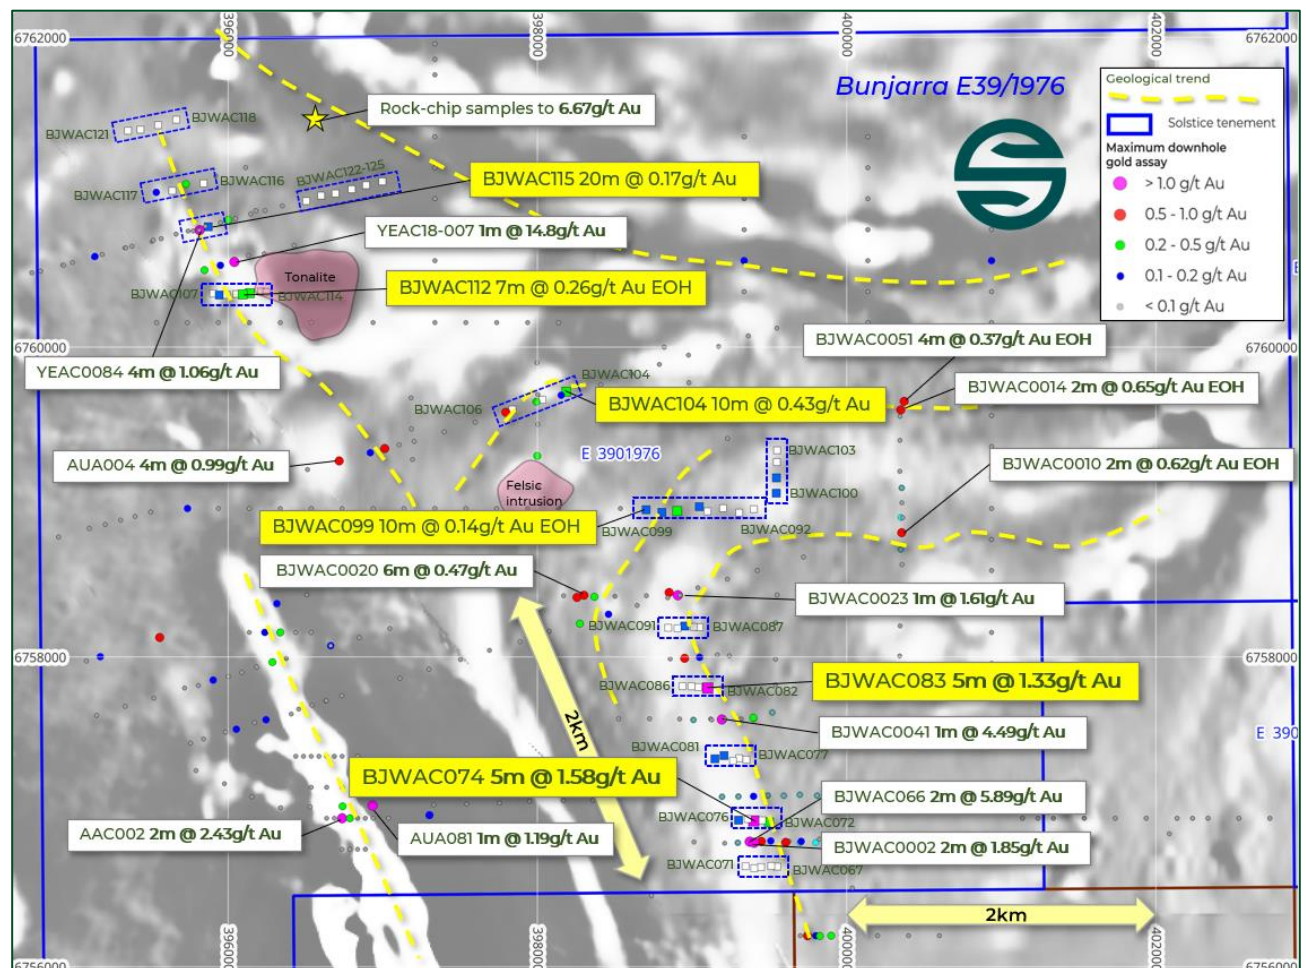 6762000
396000
398000
400000
402000
6762000
Bunjarra E39/1976
Geological trend
Solstice tenement
Maximum downhole
gold assay
> 1.0 g/t Au
0.5 - 1.0 g/t Au
0.2 - 0.5 g/t Au
0.1 - 0.2 g/t Au
< 0.1 g/t Au
Rock-chip samples to 6.67g/t Au
BJWAC121
BJWAC118
BJWAC117
BJWAC116
BJWAC122-125
BJWAC115 20m @ 0.17g/t Au
YEAC18-007 1m @ 14.8g/t Au
Tonalite
BJWAC107
BJWAC114
BJWAC112 7m @ 0.26g/t Au EOH
E
6760000
6760000
YEAC0084 4m @ 1.06g/t Au
BJWAC0051 4m @ 0.37g/t Au EOH
BJWAC0014 2m @ 0.65g/t Au EOH
BJWAC104
BJWAC106
BJWAC104 10m @ 0.43g/t Au
AUA004 4m @ 0.99g/t Au
E 3901976
BJWAC103
BJWAC100
BJWAC0010 2m @ 0.62g/t Au EOH
Felsic
intrusion
BJWAC099 10m @ 0.14g/t Au EOH
BJWAC099
BJWAC092
BJWAC0020 6m @ 0.47g/t Au
BJWAC0023 1m @ 1.61g/t Au
BJWAC091
BJWAC087
6758000
6758000
BJWAC086
BJWAC082
BJWAC083 5m @ 1.33g/t Au
2km
BJWAC0041 1m @ 4.49g/t Au
E 390
BJWAC081
BJWAC077
BJWAC074 5m @ 1.58g/t Au
BJWAC066 2m @ 5.89g/t Au
BJWAC076
BJWAC072
AAC002 2m @ 2.43g/t Au
AUA081 1m @ 1.19g/t Au
BJWAC0002 2m @ 1.85g/t Au
BJWAC071
BJWAC067
2km
6756000
396000
398000
400000
402000
6756000